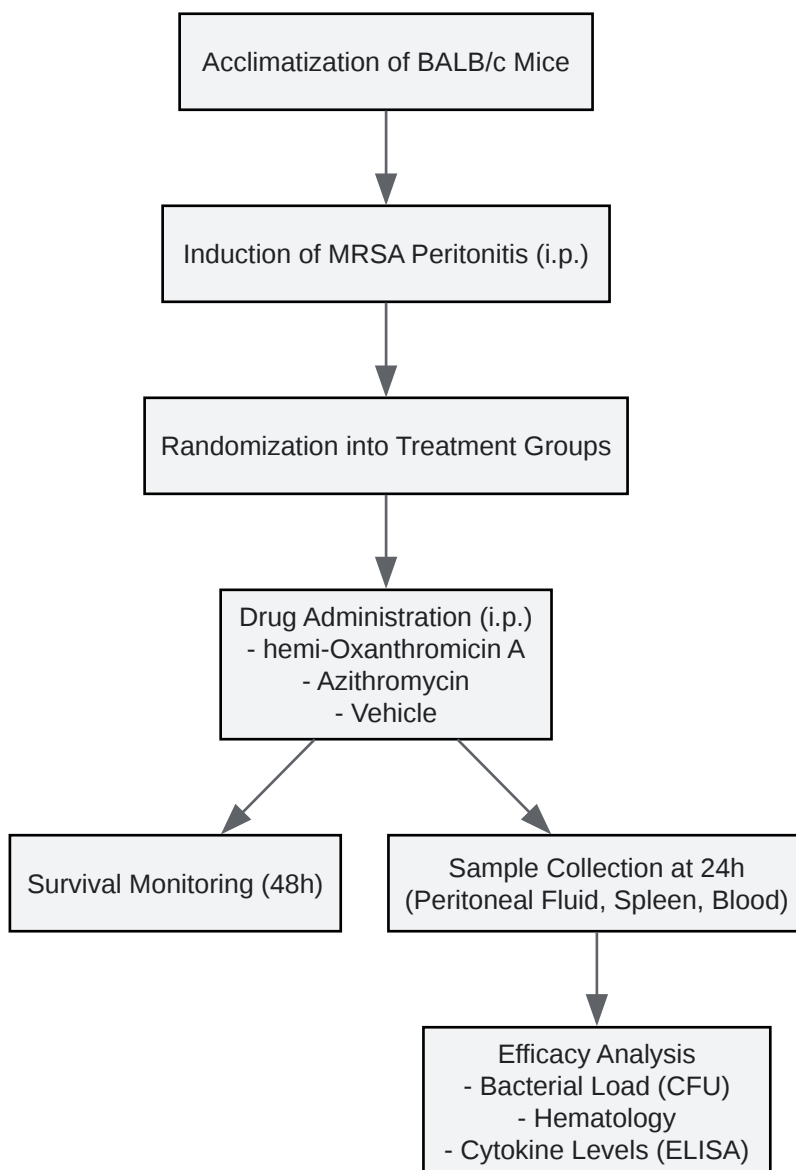 Acclimatization of BALB/c Mice
Induction of MRSA Peritonitis (i.p.)
Randomization into Treatment Groups
Drug Administration (i.p.)
- hemi-Oxanthromicin A
- Azithromycin
- Vehicle
Survival Monitoring (48h)
Sample Collection at 24h
(Peritoneal Fluid, Spleen, Blood)
Efficacy Analysis
- Bacterial Load (CFU)
- Hematology
- Cytokine Levels (ELISA)